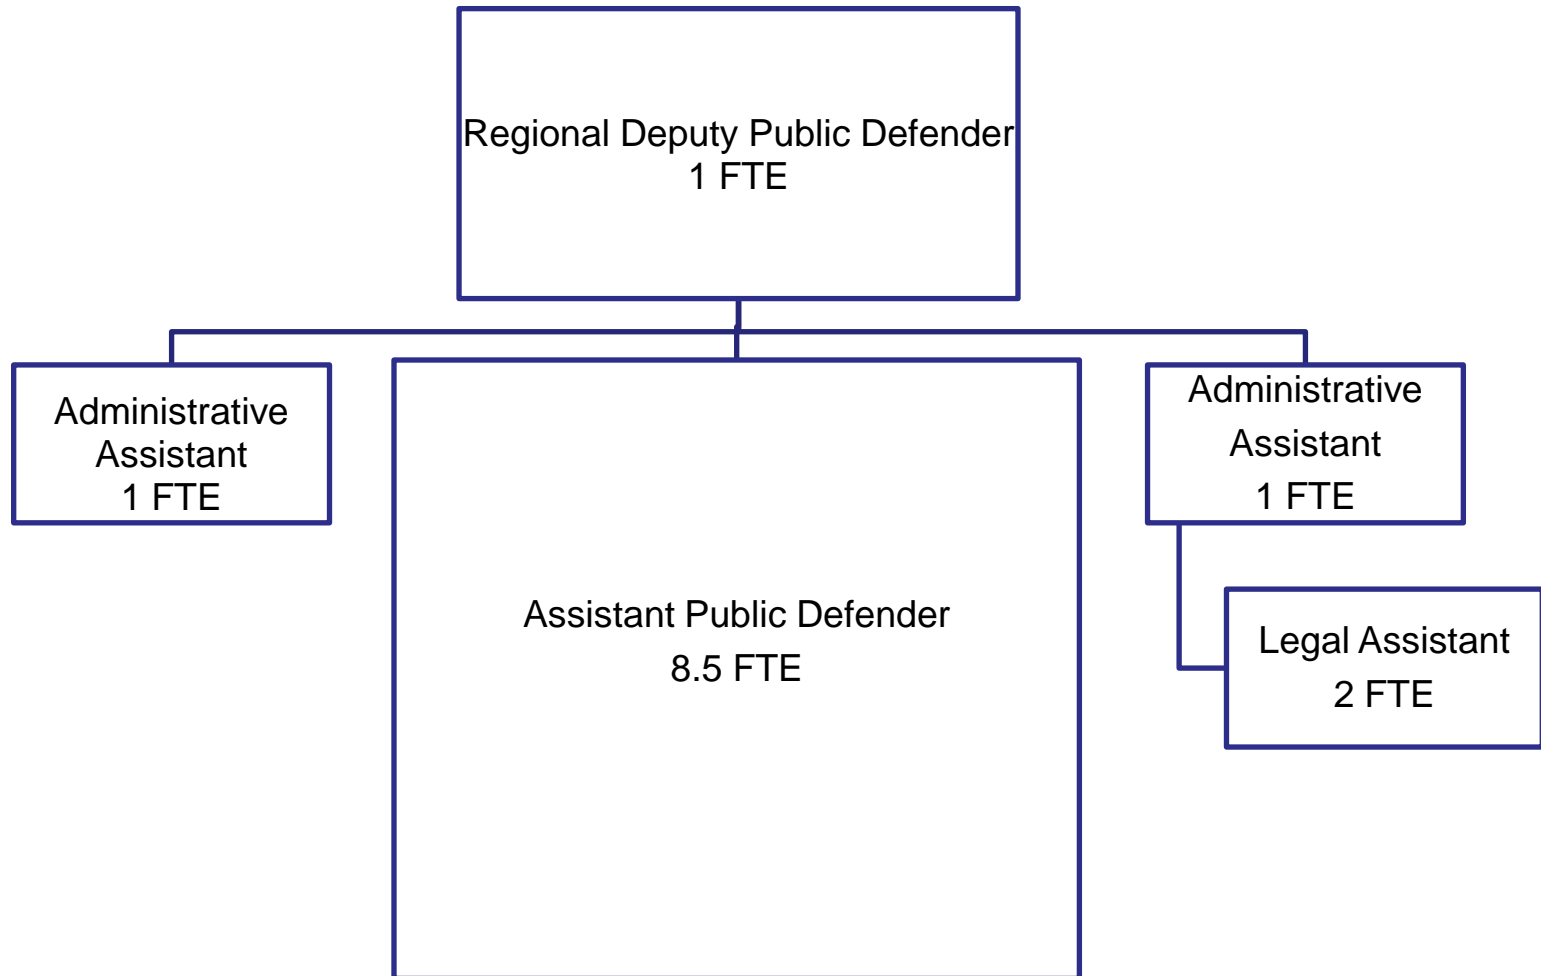 Regional Deputy Public Defender
1 FTE
Administrative
Assistant
1 FTE
Assistant Public Defender
8.5 FTE
Administrative
Assistant
1 FTE
Legal Assistant
2 FTE